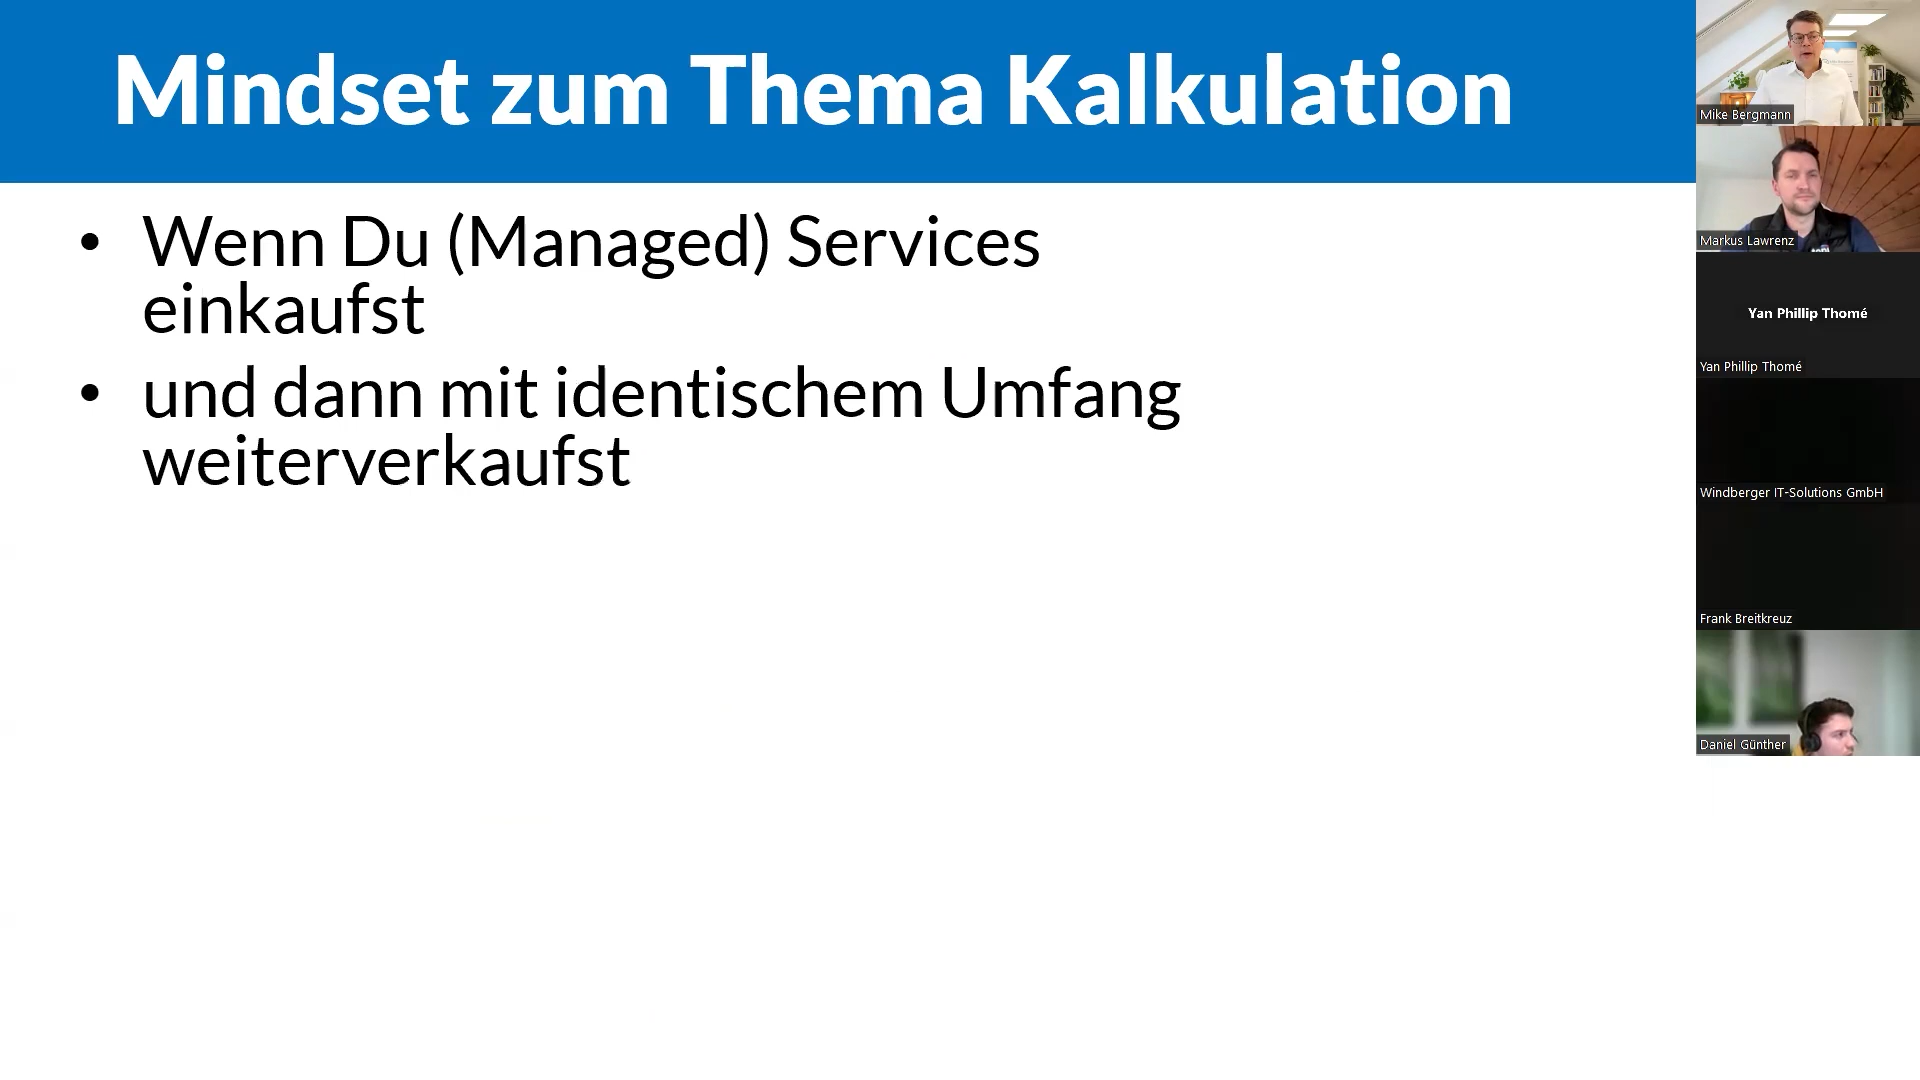 Mindset zum Thema Kalkulation
• Wenn Du (Managed) Services
einkaufst
• und dann mit identischem Umfang
weiterverkaufst
Mike Bergmann
Markus Lawrenz
Yan Phillip Thomé
Yan Phillip Thomé
Windberger IT-Solutions GmbH
Frank Breitkreuz
Daniel Günther